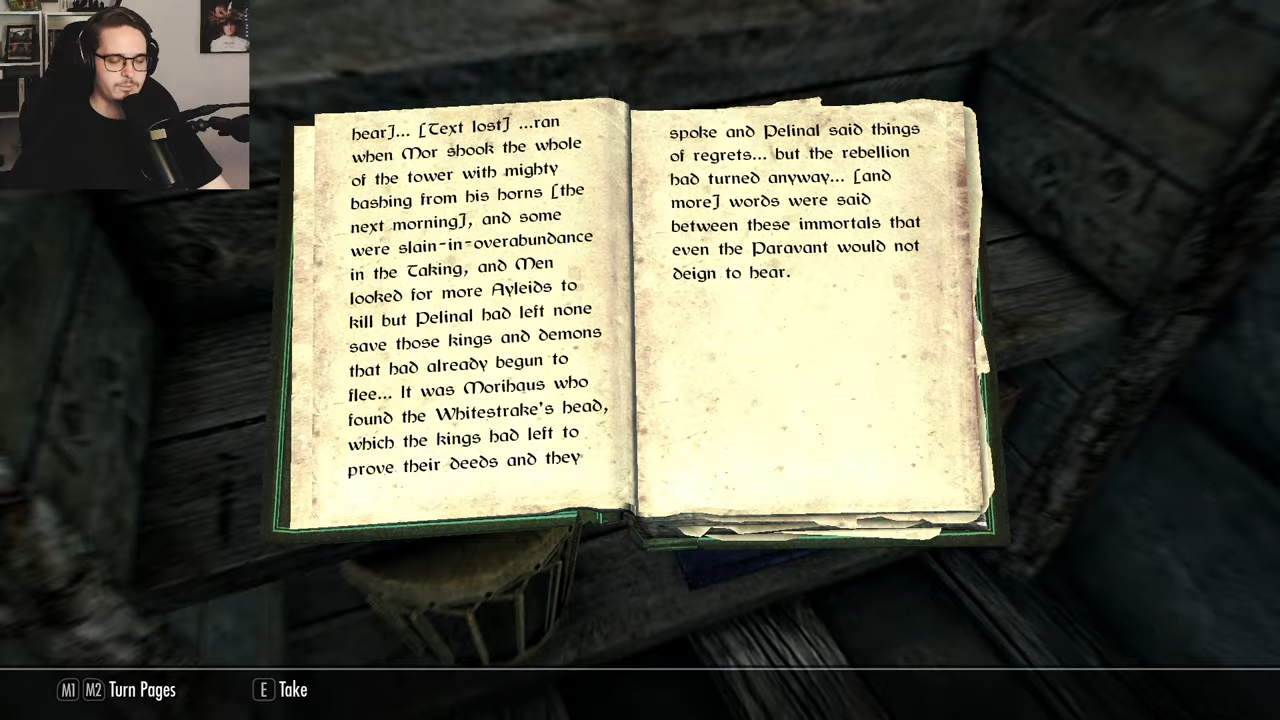 hear]... [Text lost] ...ran
when Mor shook the whole
of the tower with mighty
bashing from his horns [the
next morning], and some
were slain-in-overabundance
in the Taking, and Men
looked for more Ayleids to
kill but Pelinal had left none
save those kings and demons
that had already begun to
flee... It was Morihaus who
found the Whitestrake's head,
which the kings had left to
prove their deeds and they
spoke and Pelinal said things
of regrets... but the rebellion
had turned anyway... [and
more] words were said
between these immortals that
even the Paravant would not
deign to hear.
M1 M2 Turn Pages
E Take